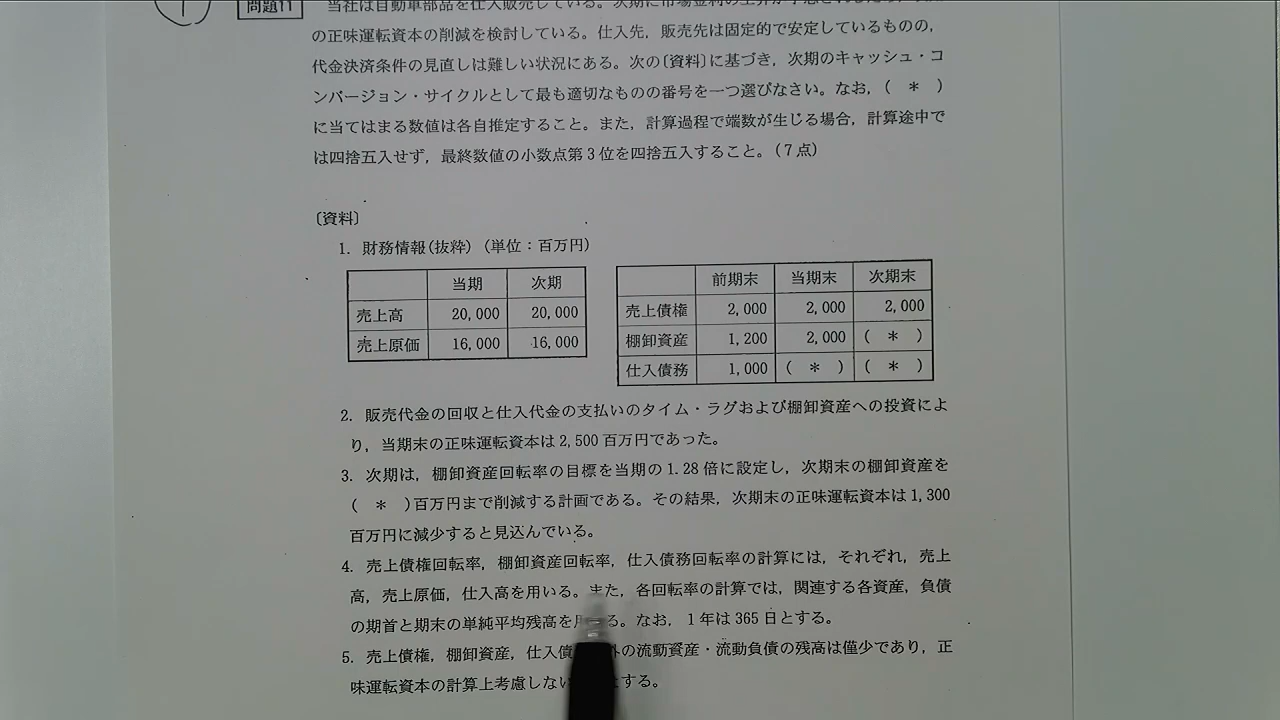 1
問題11 当社は自動車部品を仕入販売している。次期に市場金利の上昇が予想される
の正味運転資本の削減を検討している。仕入先，販売先は固定的で安定しているものの，
代金決済条件の見直しは難しい状況にある。次の〔資料〕に基づき，次期のキャッシュ・コ
ンバージョン・サイクルとして最も適切なものの番号を一つ選びなさい。なお，( ＊ )
に当てはまる数値は各自推定すること。また，計算過程で端数が生じる場合，計算途中で
は四捨五入せず，最終数値の小数点第3位を四捨五入すること。(7点)
〔資料〕
1．財務情報(抜粋) (単位：百万円)
当期 次期
売上高 20,000 20,000
売上原価 16,000 16,000
前期末 当期末 次期末
売上債権 2,000 2,000 2,000
棚卸資産 1,200 2,000 ( ＊ )
仕入債務 1,000 ( ＊ ) ( ＊ )
2．販売代金の回収と仕入代金の支払いのタイム・ラグおよび棚卸資産への投資によ
り，当期末の正味運転資本は2,500百万円であった。
3．次期は，棚卸資産回転率の目標を当期の1.28倍に設定し，次期末の棚卸資産を
( ＊ )百万円まで削減する計画である。その結果，次期末の正味運転資本は1,300
百万円に減少すると見込んでいる。
4．売上債権回転率，棚卸資産回転率，仕入債務回転率の計算には，それぞれ，売上
高，売上原価，仕入高を用いる。また，各回転率の計算では，関連する各資産，負債
の期首と期末の単純平均残高を用る。なお，1年は365日とする。
5．売上債権，棚卸資産，仕入債外の流動資産・流動負債の残高は僅少であり，正
味運転資本の計算上考慮しないとする。